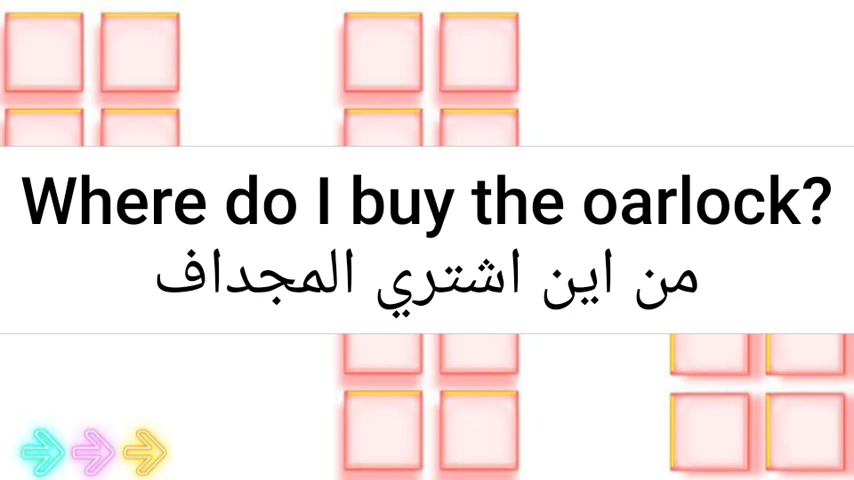 Where do I buy the oarlock?
من اين اشتري المجداف